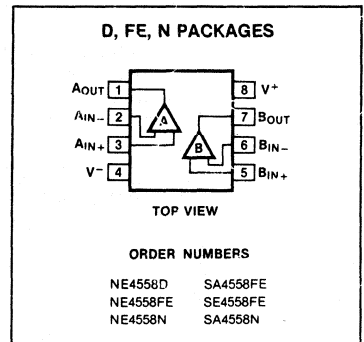 D, FE, N PACKAGES
AOUT 1 8 V+
AIN- 2 A 7 BOUT
AIN+ 3 B 6 BIN-
V- 4 5 BIN+
TOP VIEW
ORDER NUMBERS
NE4558D SA4558FE
NE4558FE SE4558FE
NE4558N SA4558N